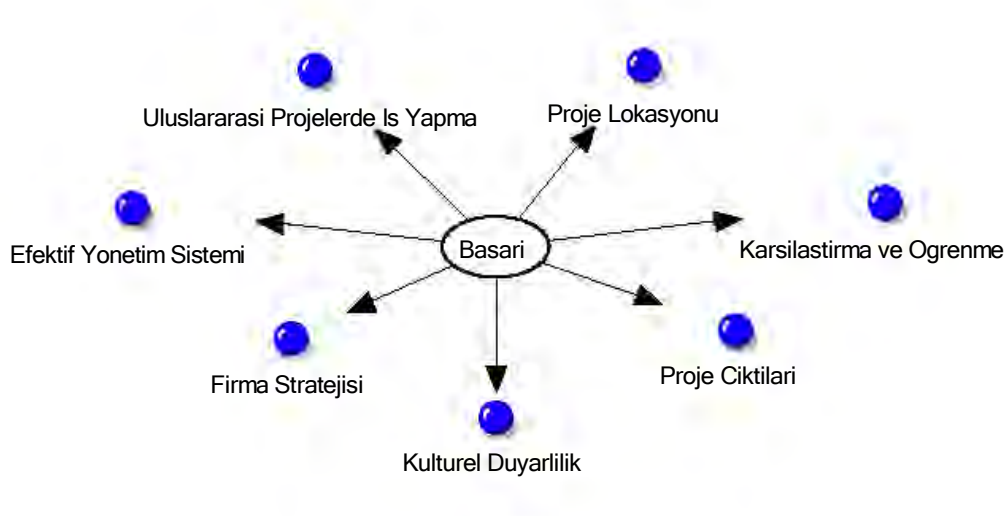 Uluslararasi Projelerde Is Yapma
Proje Lokasyonu
Efektif Yonetim Sistemi
Basari
Karsilastirma ve Ogrenme
Firma Stratejisi
Proje Ciktilari
Kulturel Duyarlilik